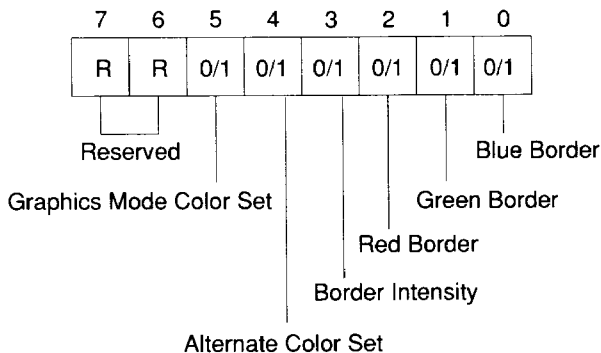 7 6 5 4 3 2 1 0
R R 0/1 0/1 0/1 0/1 0/1 0/1
Reserved
Blue Border
Graphics Mode Color Set
Green Border
Red Border
Border Intensity
Alternate Color Set